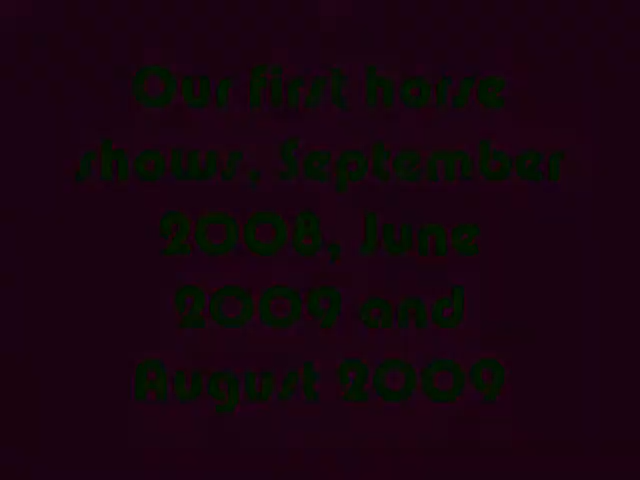 Our first horse
shows, September
2008, June
2009 and
August 2009